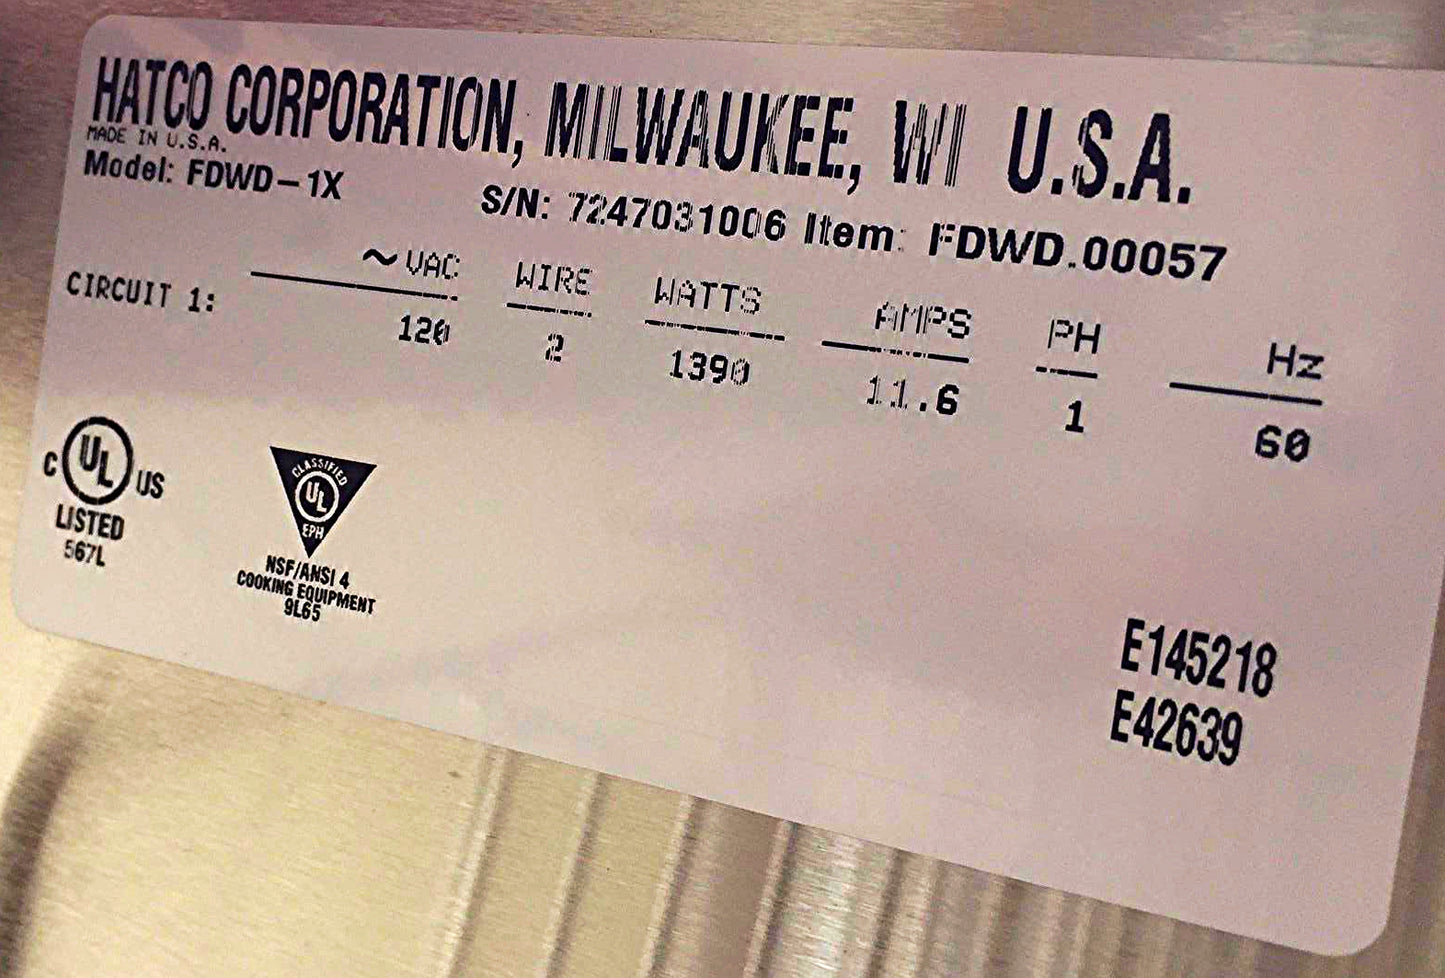 HATCO CORPORATION, MILWAUKEE, WI U.S.A.
MADE IN U.S.A.
Model: FDWD-1X S/N: 7247031006 Item: FDWD.00057
~VAC WIRE WATTS AMPS PH Hz
CIRCUIT 1: 120 2 1390 11.6 1 60
C UL US
LISTED
567L
CLASSIFIED
UL
EPH
NSF/ANSI 4
COOKING EQUIPMENT
9L65
E145218
E42639